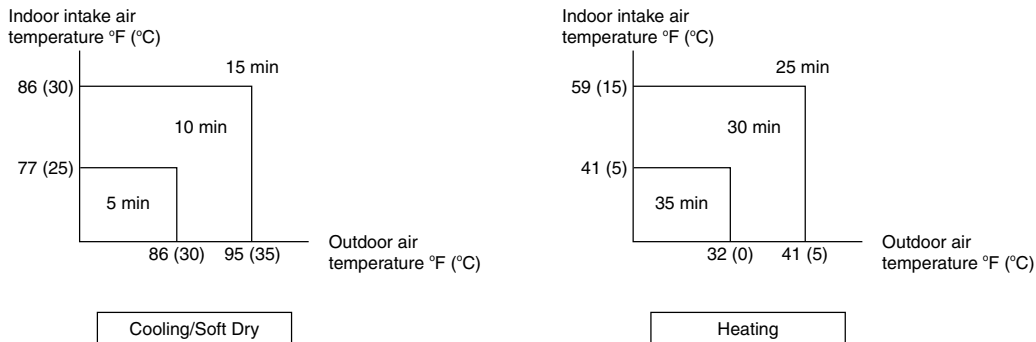 Indoor intake air
temperature °F (°C)
15 min
86 (30)
10 min
77 (25)
5 min
86 (30)
95 (35)
Outdoor air
temperature °F (°C)
Cooling/Soft Dry
Indoor intake air
temperature °F (°C)
25 min
59 (15)
30 min
41 (5)
35 min
32 (0)
41 (5)
Outdoor air
temperature °F (°C)
Heating